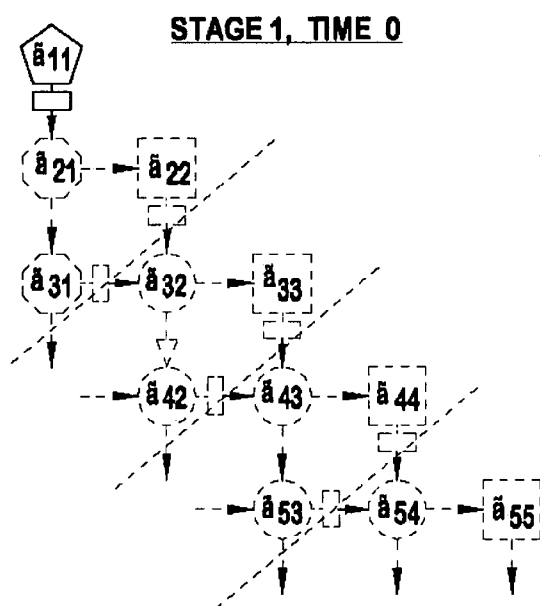 STAGE 1, TIME 0
ã11
ã21 ã22
ã31 ã32 ã33
ã42 ã43 ã44
ã53 ã54 ã55